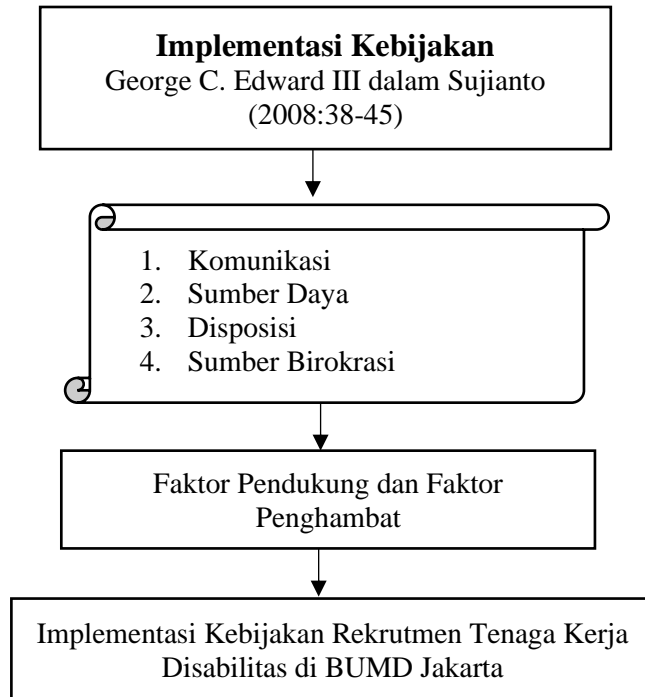 Implementasi Kebijakan
George C. Edward III dalam Sujianto
(2008:38-45)
1. Komunikasi
2. Sumber Daya
3. Disposisi
4. Sumber Birokrasi
Faktor Pendukung dan Faktor
Penghambat
Implementasi Kebijakan Rekrutmen Tenaga Kerja
Disabilitas di BUMD Jakarta